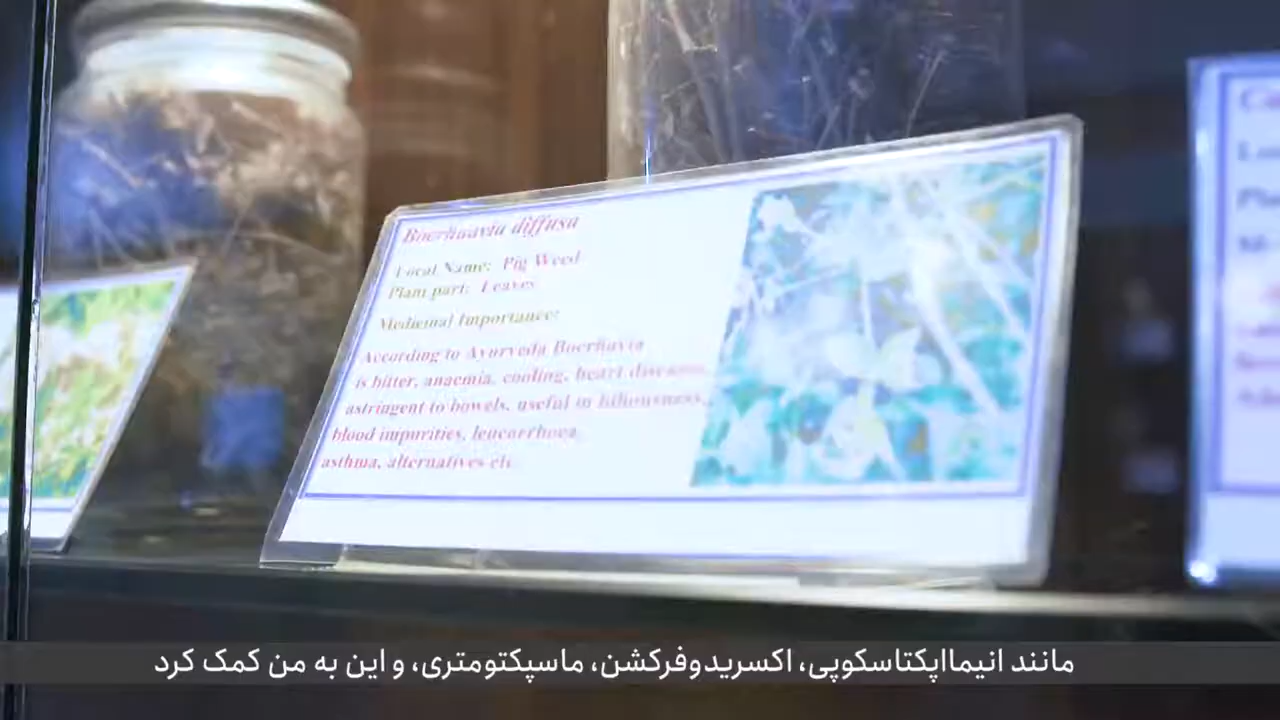 Boerhaavia diffusa
Local Name: Pig Weed
Plant part: Leaves
Medicinal Importance:
According to Ayurveda Boerhavia
is bitter, anaemia, cooling, heart diseases,
astringent to bowels, useful in biliousness,
blood impurities, leucorrhoea,
asthma, alternatives etc.
مانند انیمااپکتاسکوپی، اکسریدوفرکشن، ماسپکتومتری، و این به من کمک کرد